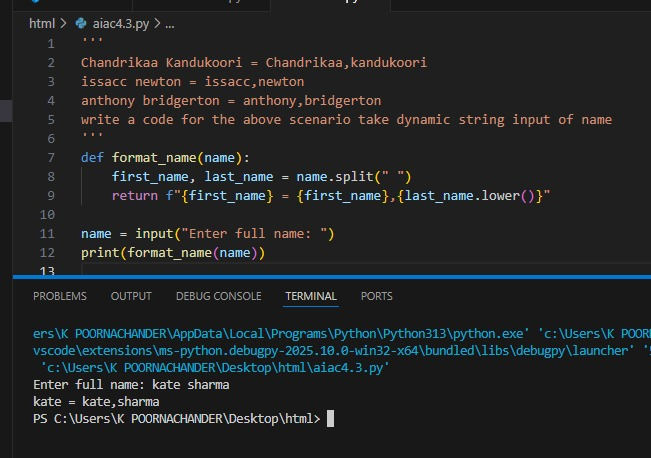 html > aiac4.3.py > ...
1 '''
2 Chandrikaa Kandukoori = Chandrikaa,kandukoori
3 issacc newton = issacc,newton
4 anthony bridgerton = anthony,bridgerton
5 write a code for the above scenario take dynamic string input of name
6 '''
7 def format_name(name):
8     first_name, last_name = name.split(" ")
9     return f"{first_name} = {first_name},{last_name.lower()}"
10
11 name = input("Enter full name: ")
12 print(format_name(name))
13
PROBLEMS OUTPUT DEBUG CONSOLE TERMINAL PORTS
ers\K POORNACHANDER\AppData\Local\Programs\Python\Python313\python.exe' 'c:\Users\K POORN
vscode\extensions\ms-python.debugpy-2025.10.0-win32-x64\bundled\libs\debugpy\launcher'
'c:\Users\K POORNACHANDER\Desktop\html\aiac4.3.py'
Enter full name: kate sharma
kate = kate,sharma
PS C:\Users\K POORNACHANDER\Desktop\html>